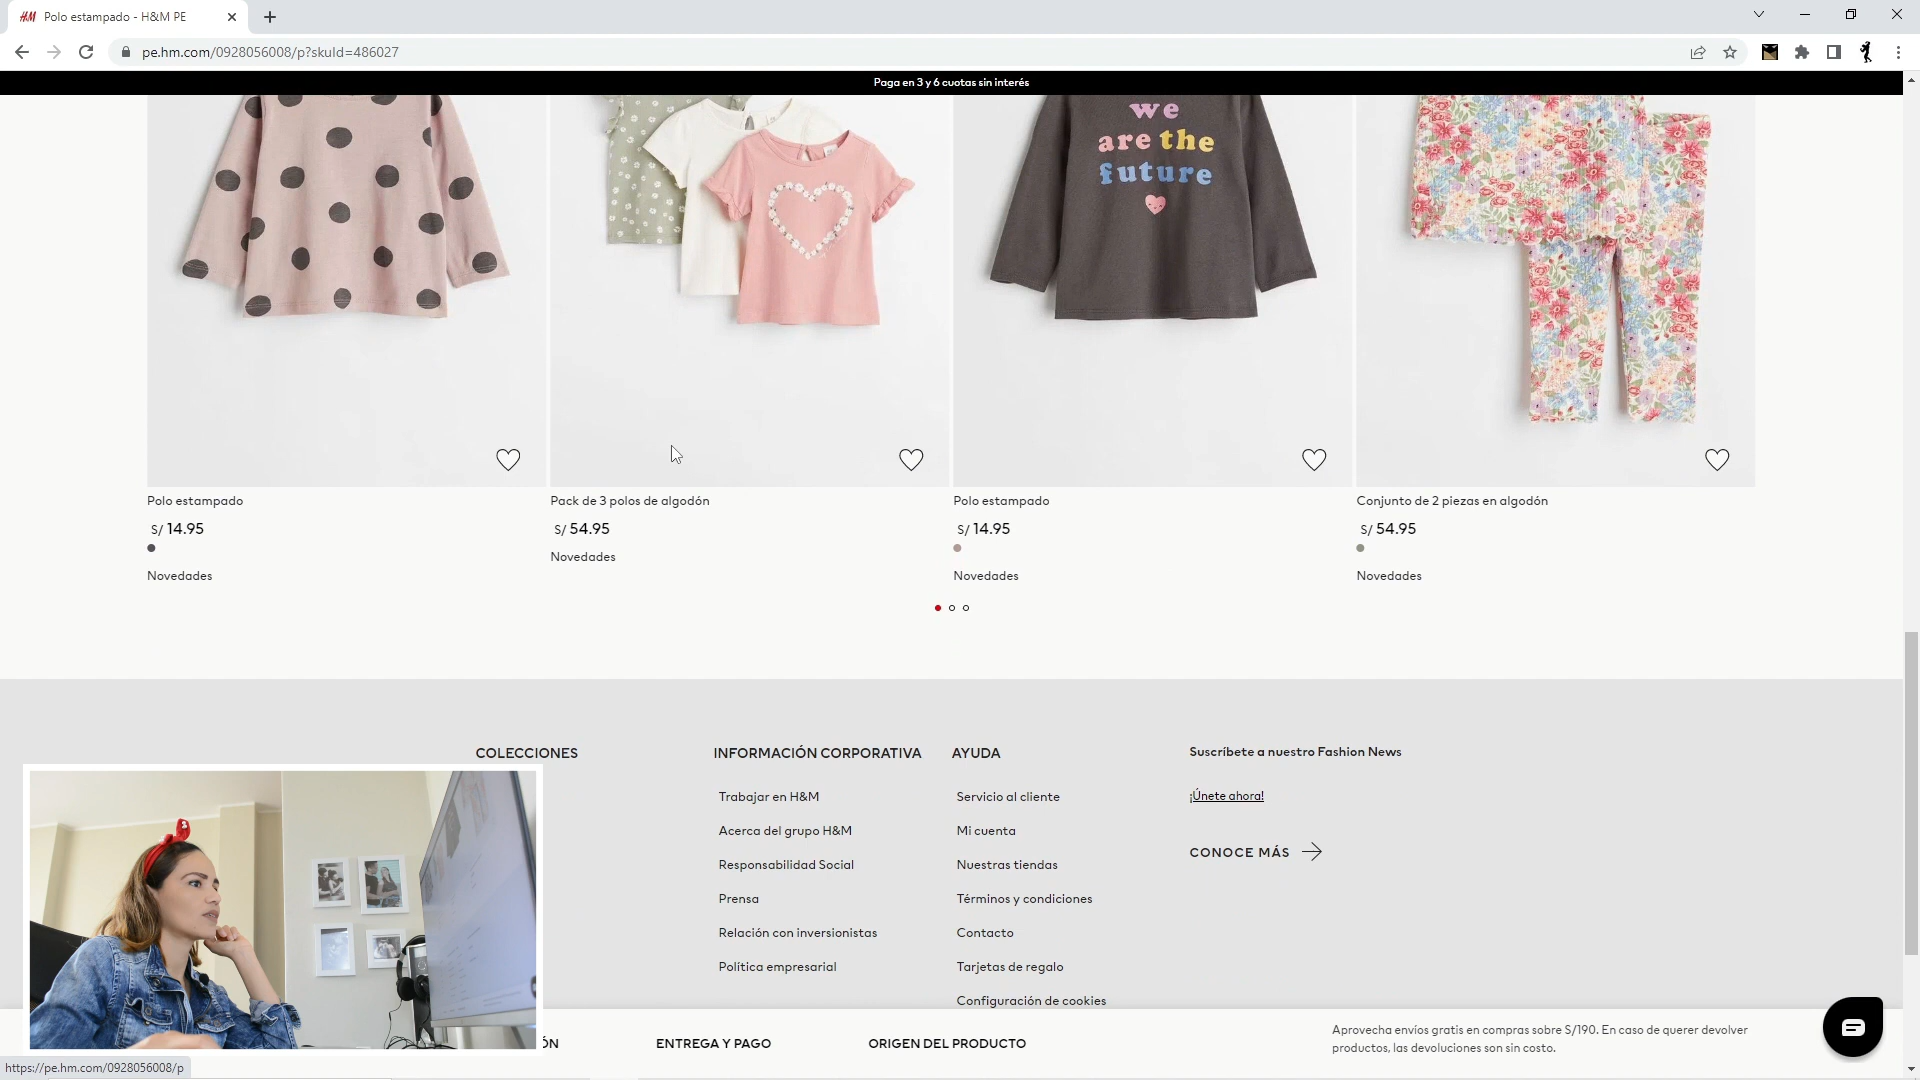 H&M Polo estampado - H&M PE
pe.hm.com/0928056008/p?skuId=486027
Paga en 3 y 6 cuotas sin interés
we
are the
future
Polo estampado
S/ 14.95
Novedades
Pack de 3 polos de algodón
S/ 54.95
Novedades
Polo estampado
S/ 14.95
Novedades
Conjunto de 2 piezas en algodón
S/ 54.95
Novedades
COLECCIONES
INFORMACIÓN CORPORATIVA
Trabajar en H&M
Acerca del grupo H&M
Responsabilidad Social
Prensa
Relación con inversionistas
Política empresarial
AYUDA
Servicio al cliente
Mi cuenta
Nuestras tiendas
Términos y condiciones
Contacto
Tarjetas de regalo
Configuración de cookies
Suscríbete a nuestro Fashion News
¡Únete ahora!
CONOCE MÁS
ÓN
ENTREGA Y PAGO
ORIGEN DEL PRODUCTO
Aprovecha envíos gratis en compras sobre S/190. En caso de querer devolver
productos, las devoluciones son sin costo.
https://pe.hm.com/0928056008/p